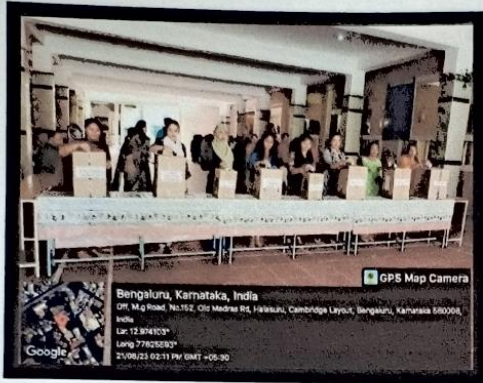 GPS Map Camera
Bengaluru, Karnataka, India
Off, M.g Road, No.152, Old Madras Rd, Halasuru, Cambridge Layout, Bengaluru, Karnataka 560008,
India
Lat 12.974103°
Long 77.625593°
21/08/23 02:11 PM GMT +05:30
Google